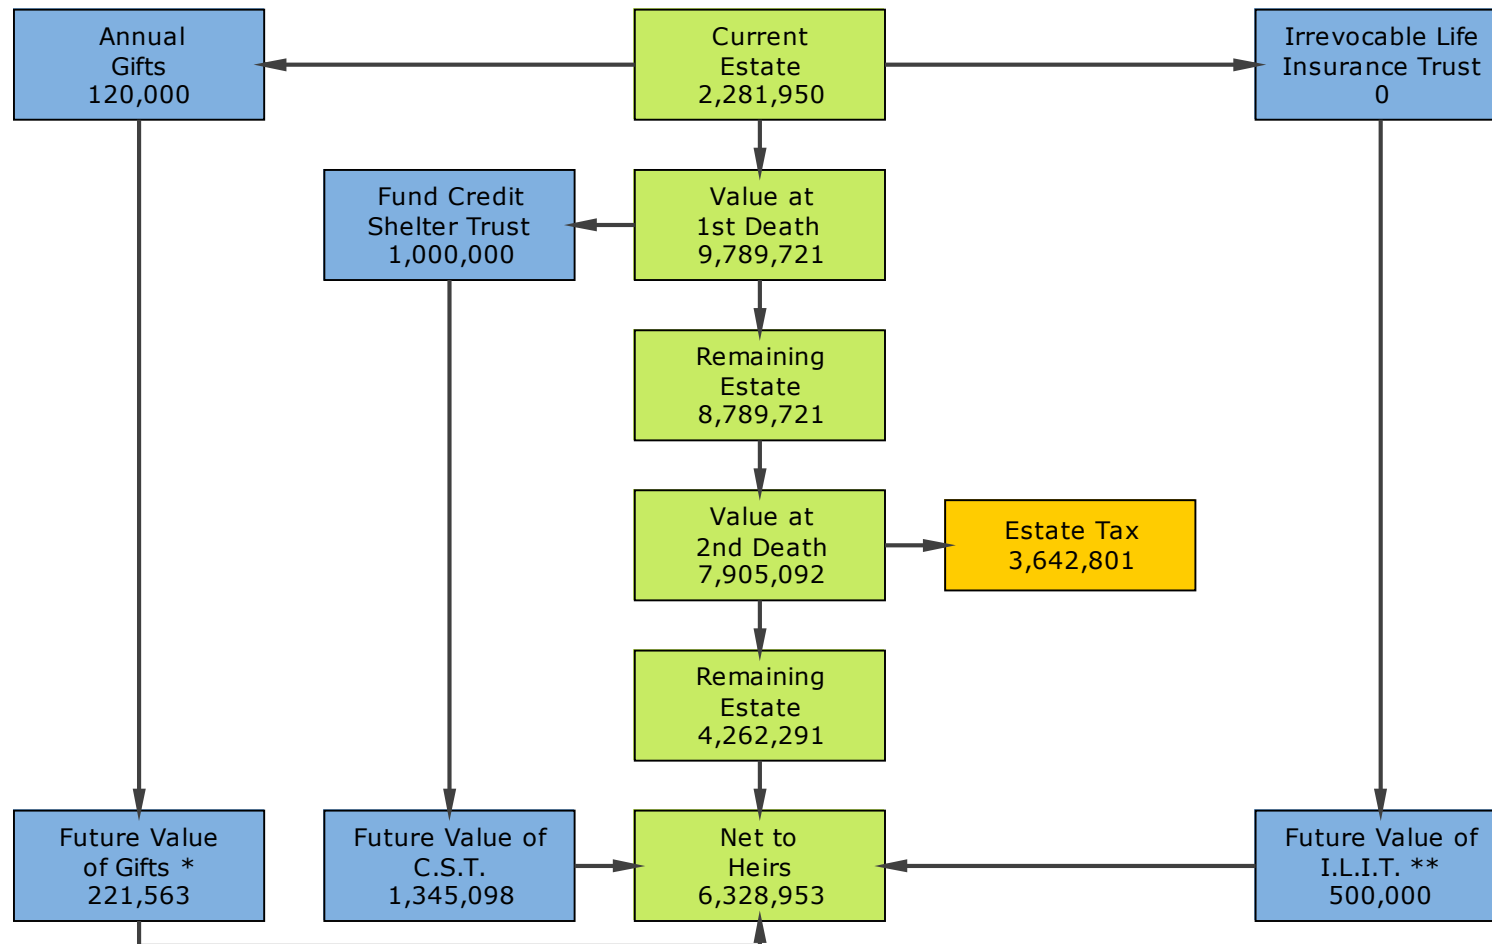 Annual
Gifts
120,000
Current
Estate
2,281,950
Irrevocable Life
Insurance Trust
0
Fund Credit
Shelter Trust
1,000,000
Value at
1st Death
9,789,721
Remaining
Estate
8,789,721
Value at
2nd Death
7,905,092
Estate Tax
3,642,801
Remaining
Estate
4,262,291
Future Value
of Gifts *
221,563
Future Value of
C.S.T.
1,345,098
Net to
Heirs
6,328,953
Future Value of
I.L.I.T. **
500,000